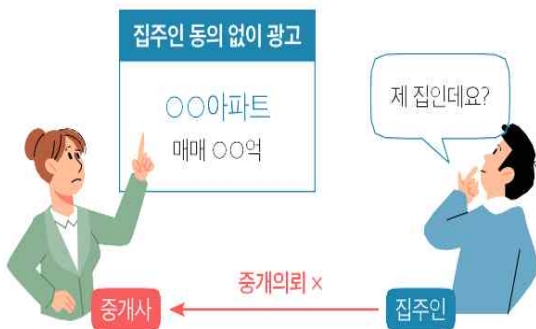 집주인 동의 없이 광고
○○아파트
매매 ○○억
제 집인데요?
중개의뢰 ×
중개사
집주인